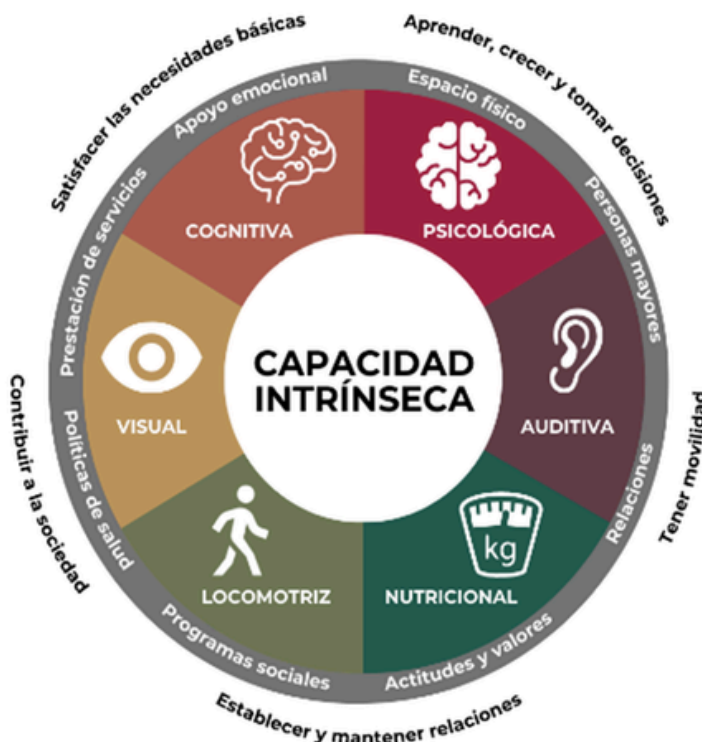 Satisfacer las necesidades básicas
Aprender, crecer y tomar decisiones
Apoyo emocional
Espacio físico
Prestación de servicios
Personas mayores
COGNITIVA
PSICOLÓGICA
CAPACIDAD
INTRÍNSECA
VISUAL
AUDITIVA
kg
LOCOMOTRIZ
NUTRICIONAL
Políticas de salud
Relaciones
Programas sociales
Actitudes y valores
Contribuir a la sociedad
Tener movilidad
Establecer y mantener relaciones